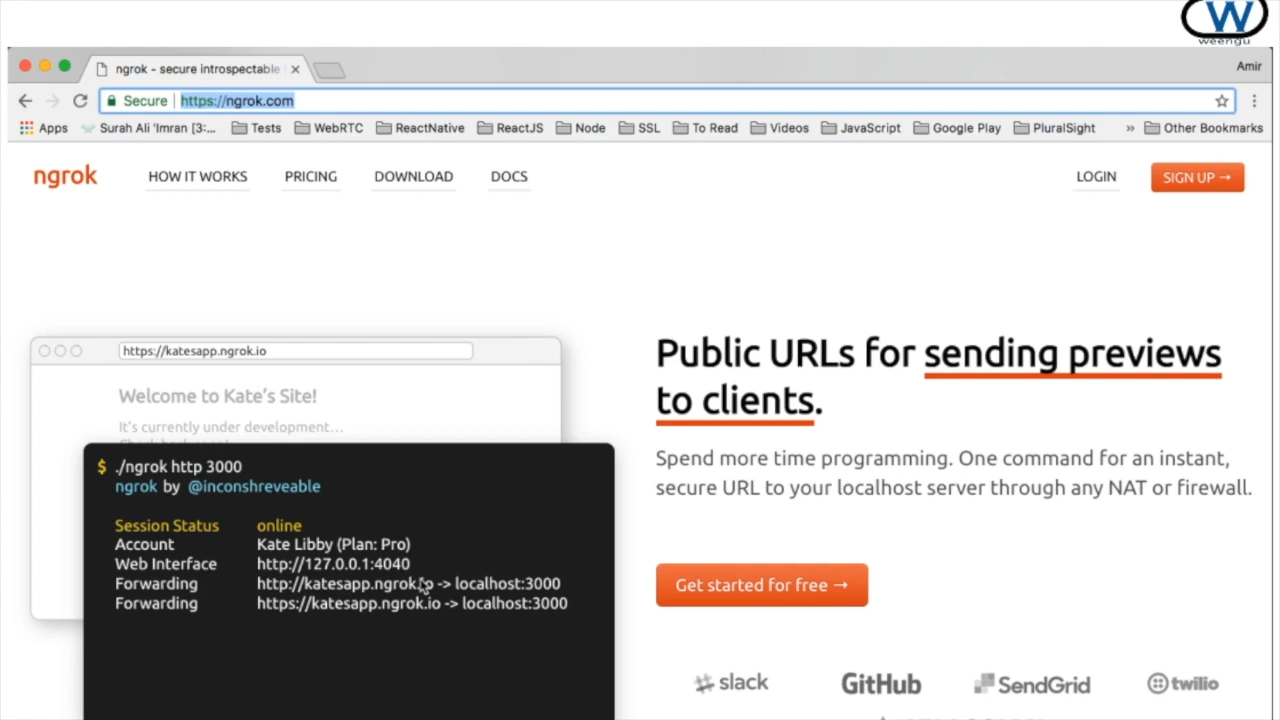 W
weengu
ngrok - secure introspectable
Amir
Secure https://ngrok.com
Apps Surah Ali 'Imran [3:... Tests WebRTC ReactNative ReactJS Node SSL To Read Videos JavaScript Google Play PluralSight » Other Bookmarks
ngrok HOW IT WORKS PRICING DOWNLOAD DOCS LOGIN SIGN UP →
https://katesapp.ngrok.io
Welcome to Kate's Site!
It's currently under development...
$ ./ngrok http 3000
ngrok by @inconshreveable
Session Status online
Account Kate Libby (Plan: Pro)
Web Interface http://127.0.0.1:4040
Forwarding http://katesapp.ngrok.io -> localhost:3000
Forwarding https://katesapp.ngrok.io -> localhost:3000
Public URLs for sending previews
to clients.
Spend more time programming. One command for an instant,
secure URL to your localhost server through any NAT or firewall.
Get started for free →
slack GitHub SendGrid twilio